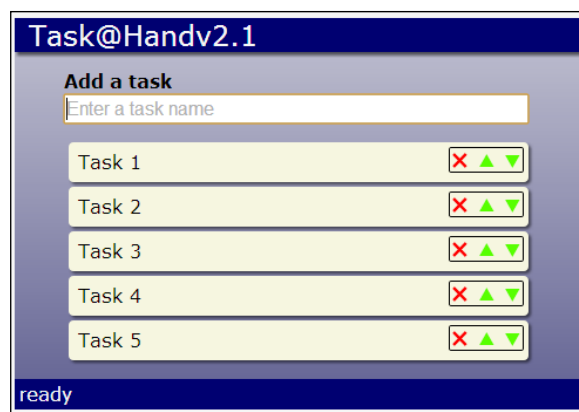 Task@Handv2.1
Add a task
Enter a task name
Task 1
Task 2
Task 3
Task 4
Task 5
ready